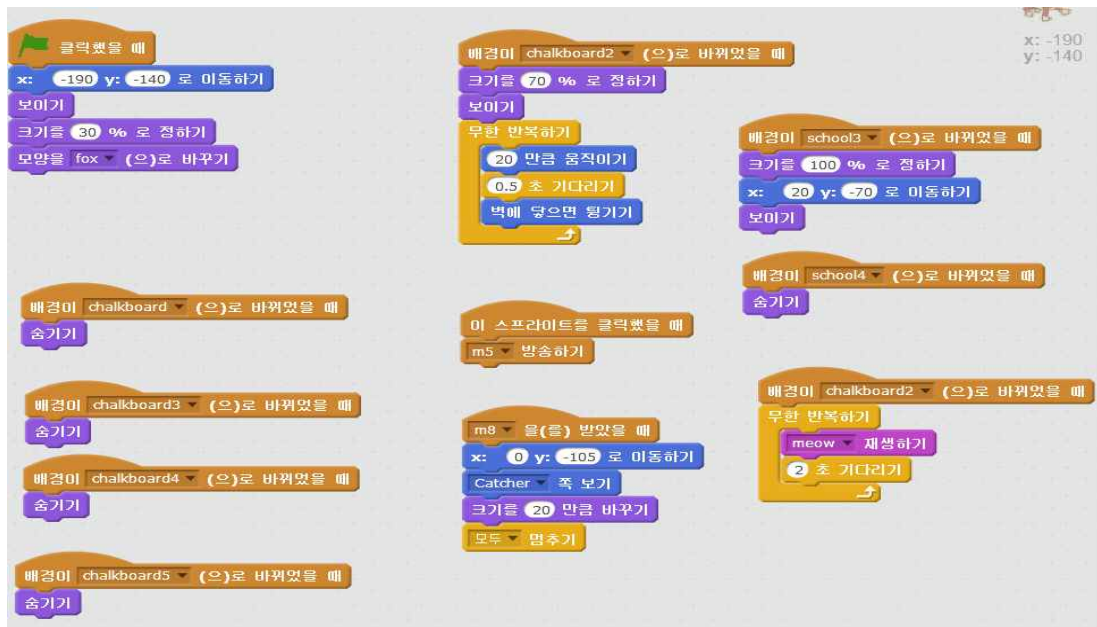 클릭했을 때
x: -190 y: -140 로 이동하기
보이기
크기를 30 % 로 정하기
모양을 fox (으)로 바꾸기
배경이 chalkboard (으)로 바뀌었을 때
숨기기
배경이 chalkboard3 (으)로 바뀌었을 때
숨기기
배경이 chalkboard4 (으)로 바뀌었을 때
숨기기
배경이 chalkboard5 (으)로 바뀌었을 때
숨기기
배경이 chalkboard2 (으)로 바뀌었을 때
크기를 70 % 로 정하기
보이기
무한 반복하기
20 만큼 움직이기
0.5 초 기다리기
벽에 닿으면 튕기기
이 스프라이트를 클릭했을 때
m5 방송하기
m8 을(를) 받았을 때
x: 0 y: -105 로 이동하기
Catcher 쪽 보기
크기를 20 만큼 바꾸기
모두 멈추기
x: -190
y: -140
배경이 school3 (으)로 바뀌었을 때
크기를 100 % 로 정하기
x: 20 y: -70 로 이동하기
보이기
배경이 school4 (으)로 바뀌었을 때
숨기기
배경이 chalkboard2 (으)로 바뀌었을 때
무한 반복하기
meow 재생하기
2 초 기다리기